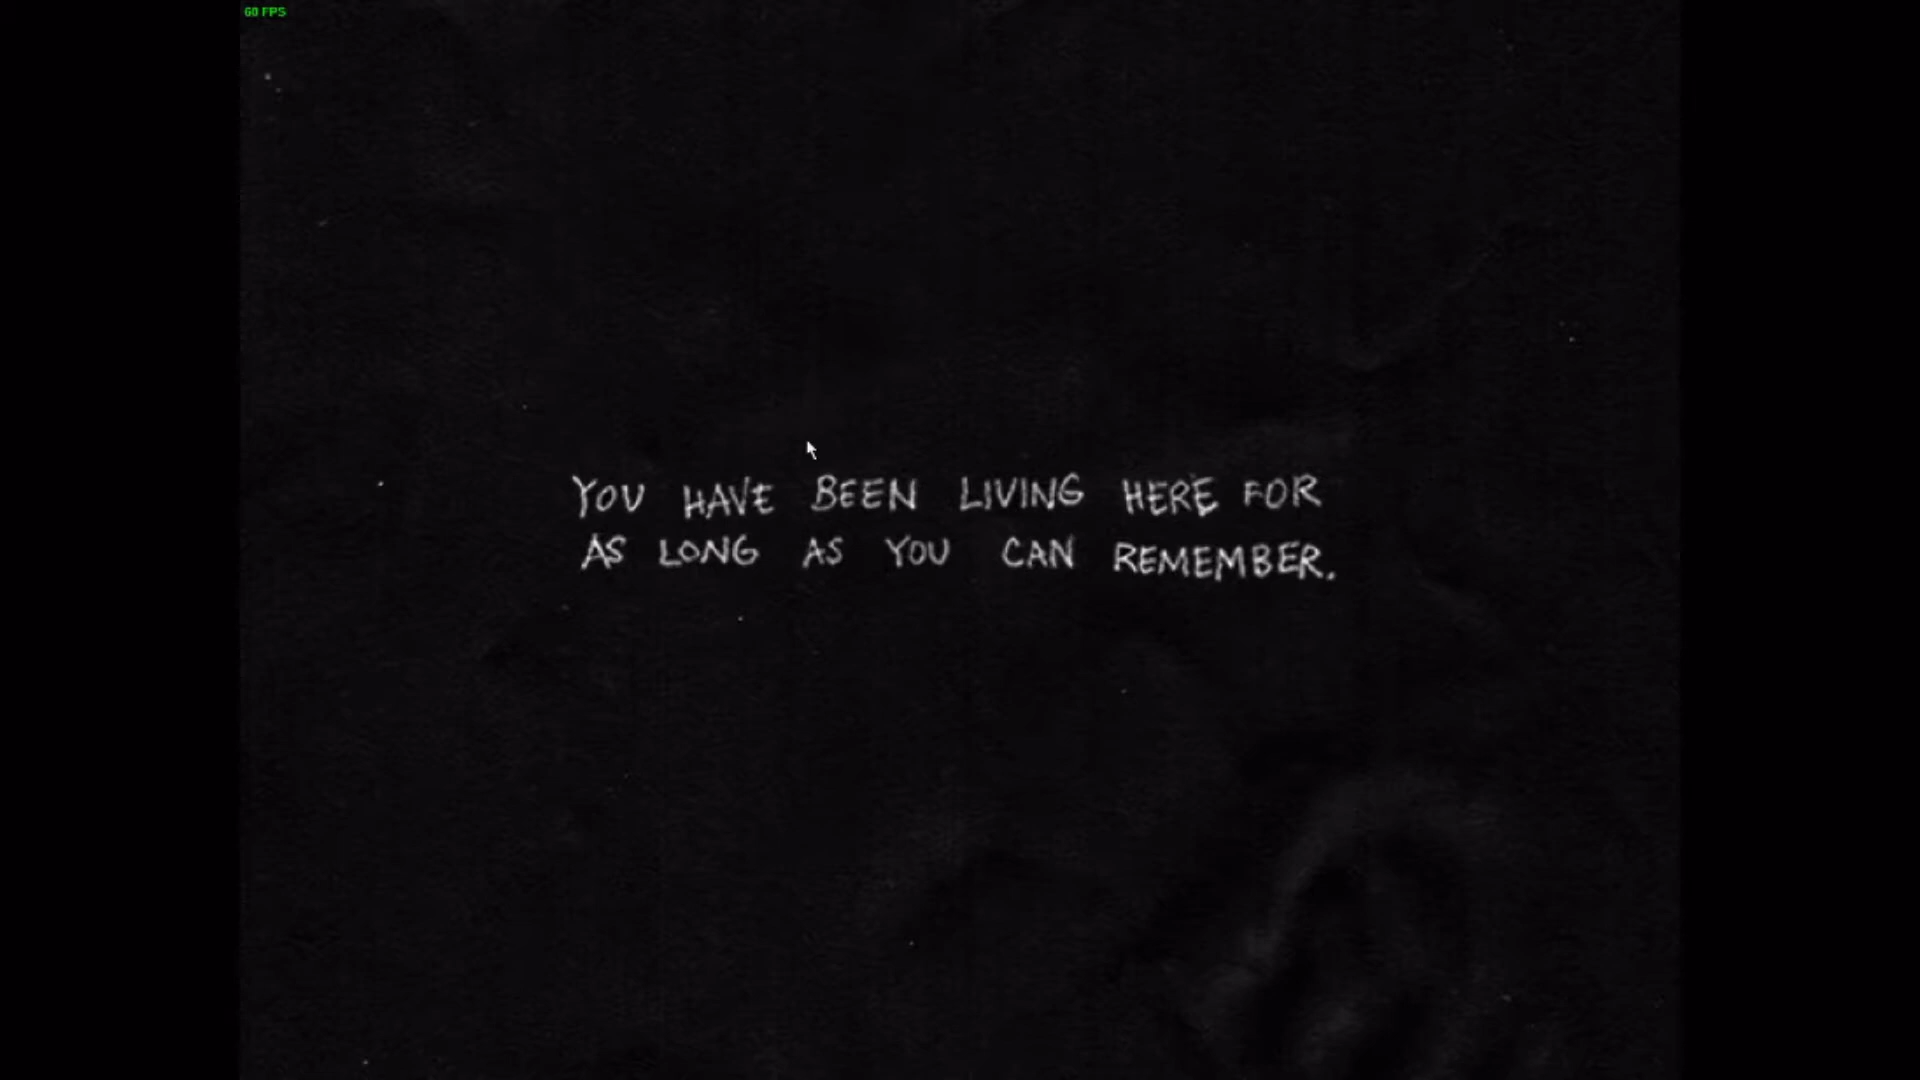 60 FPS
YOU HAVE BEEN LIVING HERE FOR
AS LONG AS YOU CAN REMEMBER.